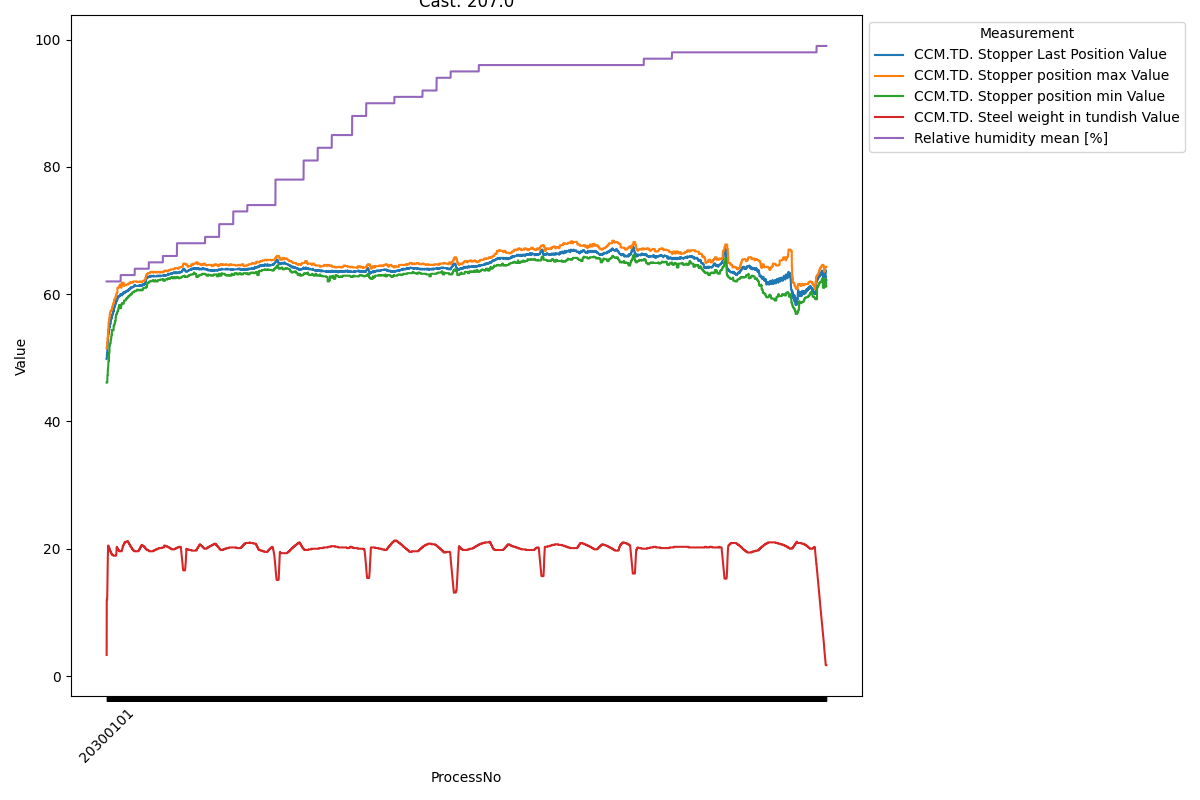 Cast: 207.0
100
80
60
40
20
0
Value
20300101
ProcessNo
Measurement
CCM.TD. Stopper Last Position Value
CCM.TD. Stopper position max Value
CCM.TD. Stopper position min Value
CCM.TD. Steel weight in tundish Value
Relative humidity mean [%]